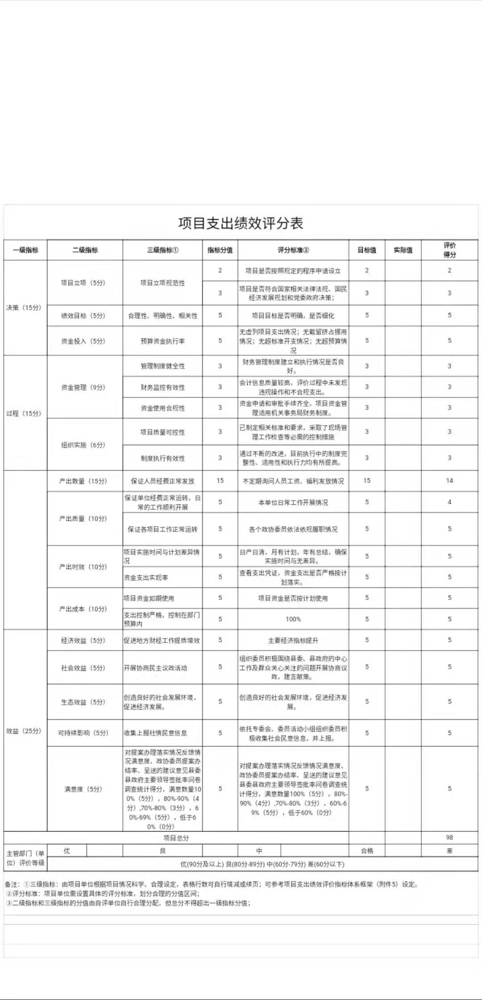 项目支出绩效评分表
一级指标 二级指标 三级指标① 指标分值 评分标准② 目标值 实际值 评价
得分
决策（15分）
项目立项（5分） 项目立项规范性
2 项目是否按照规定的程序申请设立 2 2
3 项目是否符合国家相关法律法规、国民
经济发展规划和党委政府决策； 3 3
绩效目标（5分） 合理性、明确性、相关性 5 项目目标是否明确，是否细化 5 5
资金投入（5分） 预算资金执行率 5 无虚列项目支出情况；无截留挤占挪用
情况；无超标准开支情况；无超预算情
况 5 5
过程（15分）
资金管理（9分）
管理制度健全性 3 财务管理制度建立和执行情况是否良
好。 3 3
财务监控有效性 3 会计信息质量较高，评价过程中未发现
违规操作和不合规支出。 3 3
资金使用合规性 3 资金申请和审批手续齐全，项目资金管
理适用机关事务局财务制度。 3 3
组织实施（6分）
项目质量可控性 3 已制定相关标准和要求，采取了现场管
理工作检查等必需的控制措施 3 3
制度执行有效性 3 通过不断的改进，目前执行中的制度完
整性、适用性和执行力均有所提高。 3 3
产出数量（15分） 保证人员经费正常发放 15 不定期询问人员工资、福利发放情况 15 14
产出质量（10分）
保证单位经费正常运转，日
常的工作顺利开展 5 本单位日常工作开展情况 5 4
保证各项目工作正常运转 5 各个政协委员依法依规履职情况 5 5
产出时效（10分）
项目实施时间与计划差异情
况 5 日产日清，月有计划，年有总结，确保
实施时间与无差异。 5 5
资金支出实现率 5 查看支出凭证，资金支出是否严格按计
划落实。 5 5
产出成本（10分）
项目资金如期使用 5 项目资金是否按计划使用 5 5
支出控制严格，控制在部门
预算内 5 100% 5 5
效益（25分）
经济效益（5分） 促进地方财经工作提质增效 5 主要经济指标提升 5 5
社会效益（5分） 开展协商民主议政活动 5 组织委员积极围绕县委、县政府的中心
工作及群众关心关注的问题开展协商议
政，建言献策。 5 5
生态效益（5分） 创造良好的社会发展环境，
促进经济发展。 5 创造良好的社会发展环境，促进经济发
展。 5 5
可持续影响（5分） 收集上报社情民意信息 5 依托专委会、委员活动小组组织委员积
极收集社会民意信息，并上报。 5 5
满意度（5分）
对提案办理落实情况反馈情
况满意度、政协委员提案办
结率、呈送的建议意见县委
县政府主要领导签批率问卷
调查统计得分，满意数量10
0%（5分），80%-90%（4
分）,70%-80%（3分），6
0%-69%（5分），低于6
0%（0分）
5
对提案办理落实情况反馈情况满意度、
政协委员提案办结率、呈送的建议意见
县委县政府主要领导签批率问卷调查统
计得分，满意数量100%（5分），80%-
90%（4分）,70%-80%（3分），60%-6
9%（5分），低于60%（0分）
5 5
项目总分 98
主管部门（单
位）评价等级
优 良 中 合格 差
优(90分及以上) 良(80分-89分) 中(60分-79分) 差(60分以下)
备注：①三级指标：由项目单位根据项目情况科学、合理设定，表格行数可自行增减或续页；可参考项目支出绩效评价指标体系框架（附件5）设定。
②评分标准：项目单位需设置具体的评分标准，划分合理的分值区间；
③二级指标和三级指标的分值由自评单位自行合理分配，但总分不得超出一级指标分值；